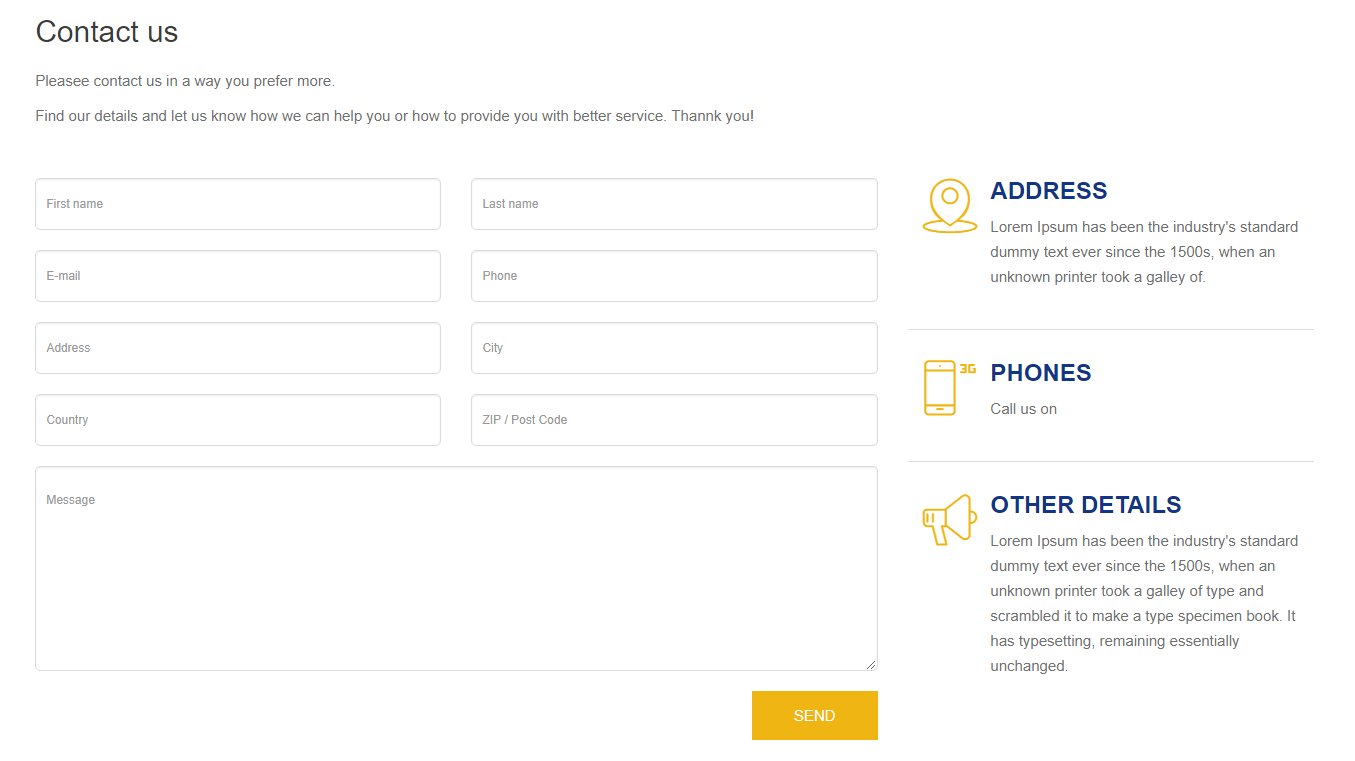 Contact us
Pleasee contact us in a way you prefer more.
Find our details and let us know how we can help you or how to provide you with better service. Thannk you!
First name
Last name
E-mail
Phone
Address
City
Country
ZIP / Post Code
Message
SEND
ADDRESS
Lorem Ipsum has been the industry's standard
dummy text ever since the 1500s, when an
unknown printer took a galley of.
3G
PHONES
Call us on
OTHER DETAILS
Lorem Ipsum has been the industry's standard
dummy text ever since the 1500s, when an
unknown printer took a galley of type and
scrambled it to make a type specimen book. It
has typesetting, remaining essentially
unchanged.